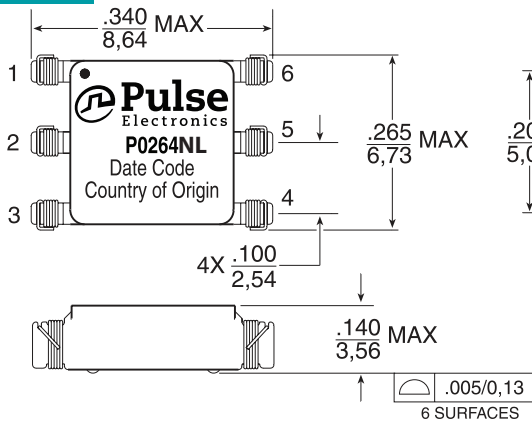 .340
8,64 MAX
1
6
Pulse
Electronics
2
5
P0264NL
Date Code
Country of Origin
3
4
.265
6,73 MAX
4X .100
2,54
.140
3,56 MAX
.005/0,13
6 SURFACES